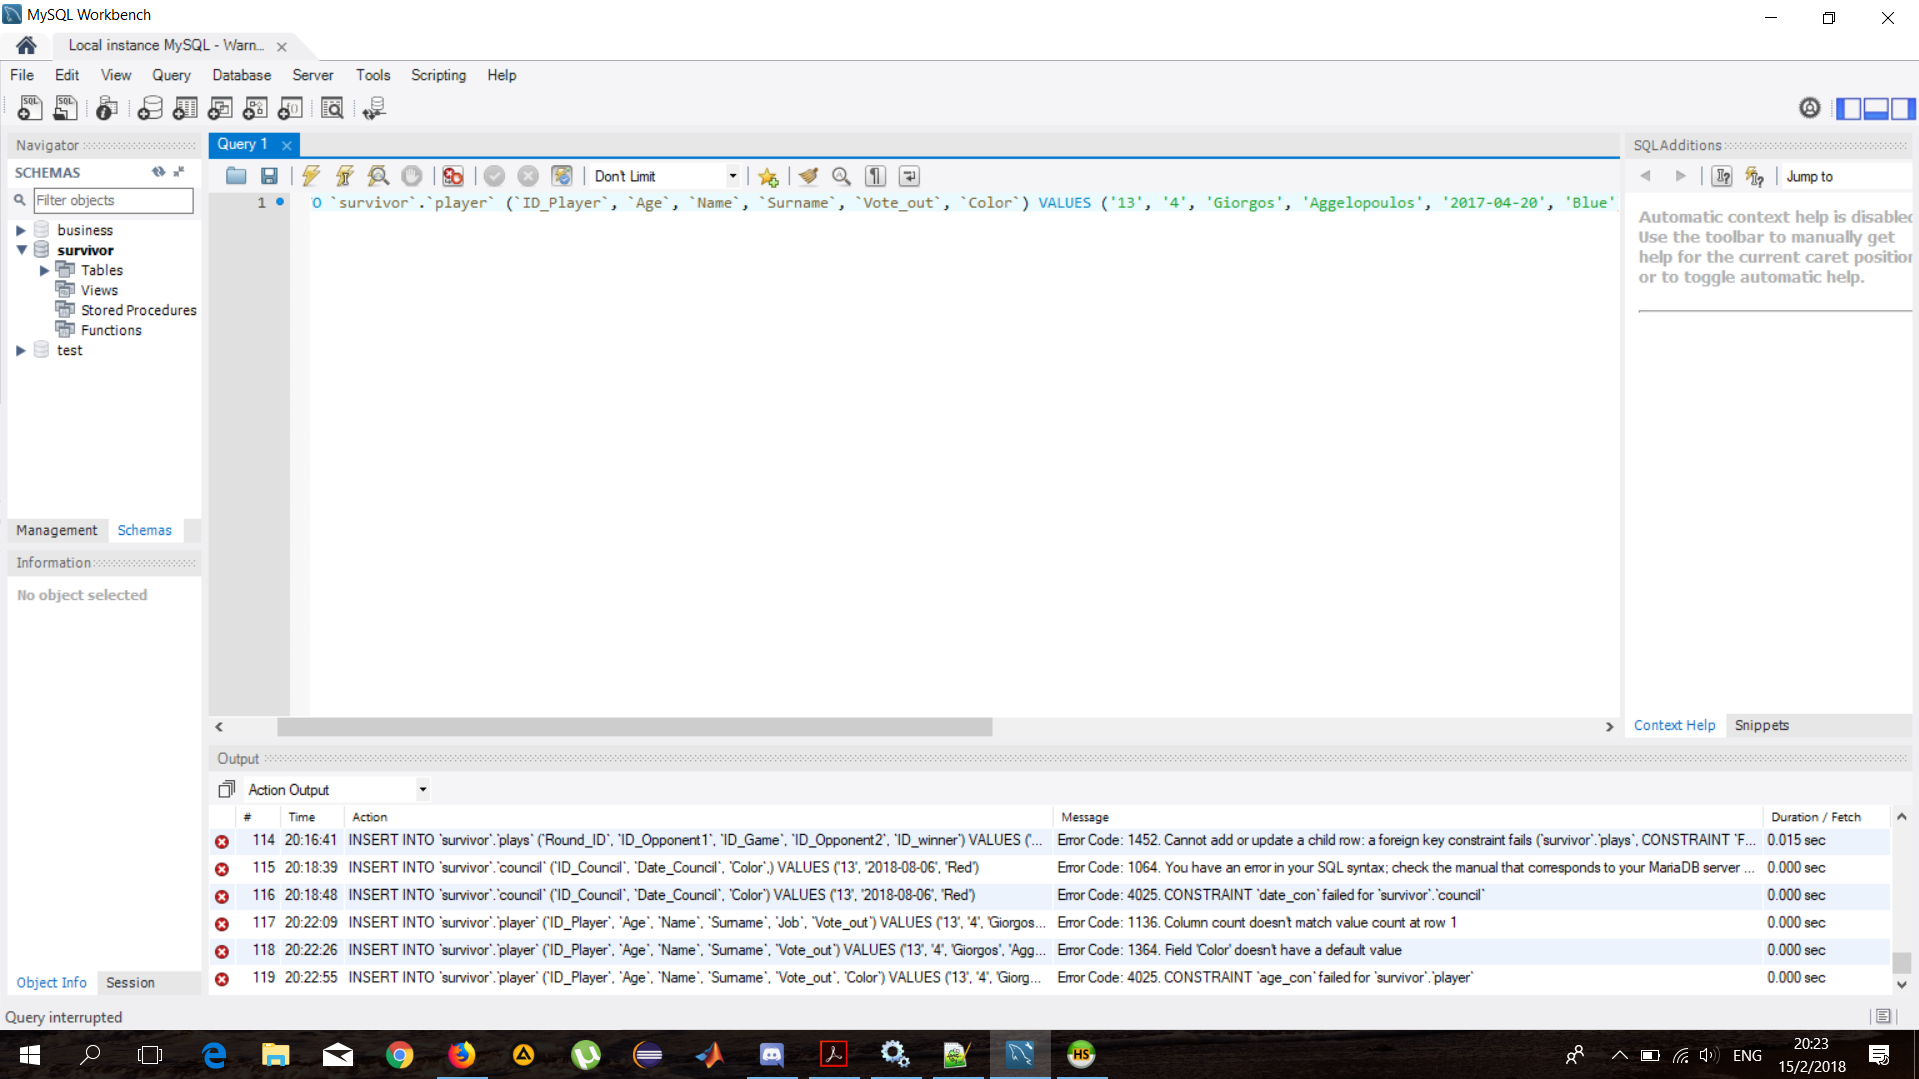 MySQL Workbench
Local instance MySQL - Warn...
File Edit View Query Database Server Tools Scripting Help
Navigator
SCHEMAS
Filter objects
business
survivor
Tables
Views
Stored Procedures
Functions
test
Management Schemas
Information
No object selected
Object Info Session
Query 1
Don't Limit
1 O `survivor`.`player` (`ID_Player`, `Age`, `Name`, `Surname`, `Vote_out`, `Color`) VALUES ('13', '4', 'Giorgos', 'Aggelopoulos', '2017-04-20', 'Blue'
SQLAdditions
Jump to
Automatic context help is disabled
Use the toolbar to manually get
help for the current caret position
or to toggle automatic help.
Context Help Snippets
Output
Action Output
# Time Action Message Duration / Fetch
114 20:16:41 INSERT INTO `survivor`.`plays` (`Round_ID`, `ID_Opponent1`, `ID_Game`, `ID_Opponent2`, `ID_winner`) VALUES ('... Error Code: 1452. Cannot add or update a child row: a foreign key constraint fails (`survivor`.`plays`, CONSTRAINT `F... 0.015 sec
115 20:18:39 INSERT INTO `survivor`.`council` (`ID_Council`, `Date_Council`, `Color`,) VALUES ('13', '2018-08-06', 'Red') Error Code: 1064. You have an error in your SQL syntax; check the manual that corresponds to your MariaDB server ... 0.000 sec
116 20:18:48 INSERT INTO `survivor`.`council` (`ID_Council`, `Date_Council`, `Color`) VALUES ('13', '2018-08-06', 'Red') Error Code: 4025. CONSTRAINT `date_con` failed for `survivor`.`council` 0.000 sec
117 20:22:09 INSERT INTO `survivor`.`player` (`ID_Player`, `Age`, `Name`, `Surname`, `Job`, `Vote_out`) VALUES ('13', '4', 'Giorgos... Error Code: 1136. Column count doesn't match value count at row 1 0.000 sec
118 20:22:26 INSERT INTO `survivor`.`player` (`ID_Player`, `Age`, `Name`, `Surname`, `Vote_out`) VALUES ('13', '4', 'Giorgos', 'Agg... Error Code: 1364. Field 'Color' doesn't have a default value 0.000 sec
119 20:22:55 INSERT INTO `survivor`.`player` (`ID_Player`, `Age`, `Name`, `Surname`, `Vote_out`, `Color`) VALUES ('13', '4', 'Giorg... Error Code: 4025. CONSTRAINT `age_con` failed for `survivor`.`player` 0.000 sec
Query interrupted
HS
ENG
20:23
15/2/2018